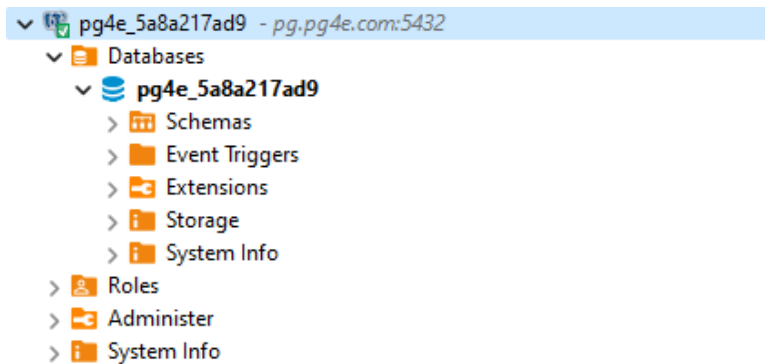 pg4e_5a8a217ad9 - pg.pg4e.com:5432
Databases
pg4e_5a8a217ad9
Schemas
Event Triggers
Extensions
Storage
System Info
Roles
Administer
System Info